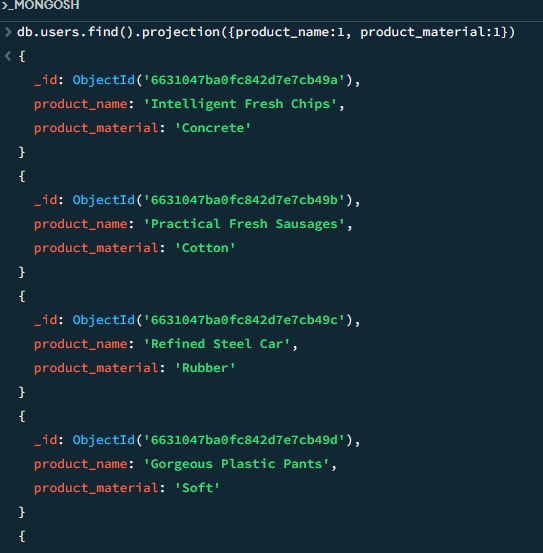 >_MONGOSH
> db.users.find().projection({product_name:1, product_material:1})
< {
_id: ObjectId('6631047ba0fc842d7e7cb49a'),
product_name: 'Intelligent Fresh Chips',
product_material: 'Concrete'
}
{
_id: ObjectId('6631047ba0fc842d7e7cb49b'),
product_name: 'Practical Fresh Sausages',
product_material: 'Cotton'
}
{
_id: ObjectId('6631047ba0fc842d7e7cb49c'),
product_name: 'Refined Steel Car',
product_material: 'Rubber'
}
{
_id: ObjectId('6631047ba0fc842d7e7cb49d'),
product_name: 'Gorgeous Plastic Pants',
product_material: 'Soft'
}
{